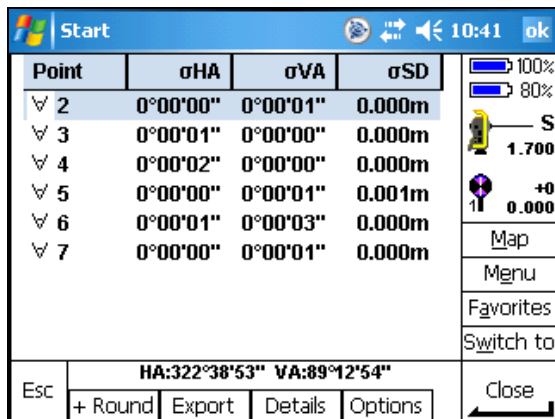 Start 10:41 ok
Point σHA σVA σSD
∀ 2 0°00'00" 0°00'01" 0.000m
∀ 3 0°00'01" 0°00'00" 0.000m
∀ 4 0°00'02" 0°00'00" 0.000m
∀ 5 0°00'00" 0°00'01" 0.001m
∀ 6 0°00'01" 0°00'03" 0.000m
∀ 7 0°00'00" 0°00'01" 0.000m
100%
80%
S
1.700
+0
1 0.000
Map
Menu
Favorites
Switch to
HA:322°38'53" VA:89°12'54"
Esc + Round Export Details Options Close